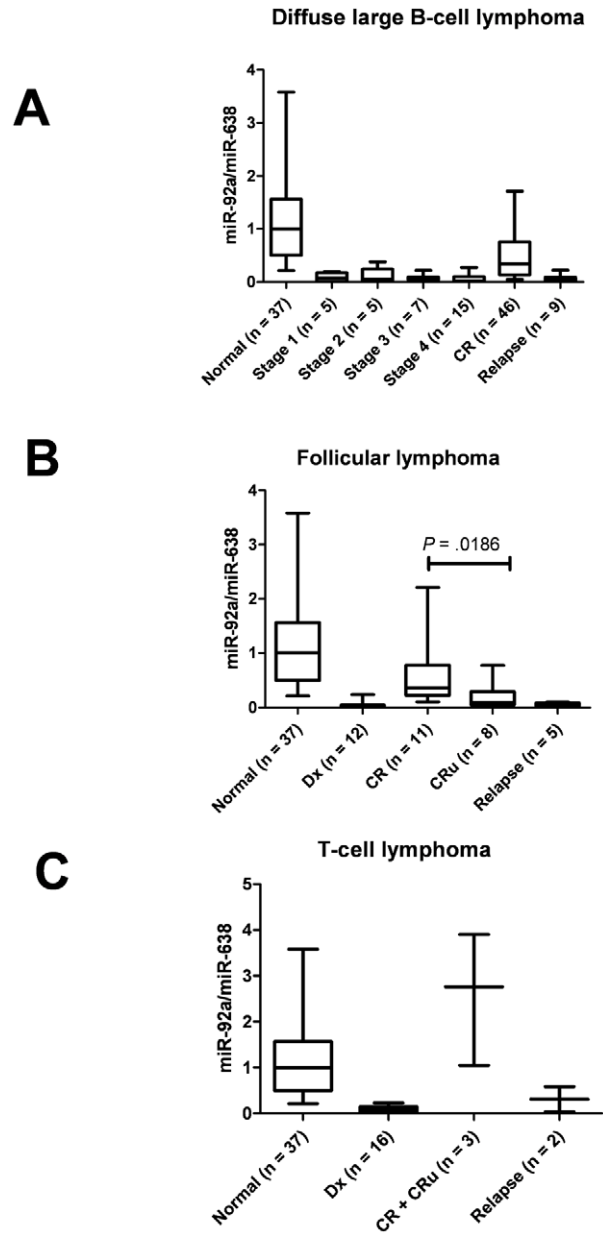 Diffuse large B-cell lymphoma
A
miR-92a/miR-638
4
3
2
1
0
Normal (n = 37)
Stage 1 (n = 5)
Stage 2 (n = 5)
Stage 3 (n = 7)
Stage 4 (n = 15)
CR (n = 46)
Relapse (n = 9)
B
Follicular lymphoma
miR-92a/miR-638
4
3
2
1
0
P = .0186
Normal (n = 37)
Dx (n = 12)
CR (n = 11)
CRu (n = 8)
Relapse (n = 5)
C
T-cell lymphoma
miR-92a/miR-638
5
4
3
2
1
0
Normal (n = 37)
Dx (n = 16)
CR + CRu (n = 3)
Relapse (n = 2)